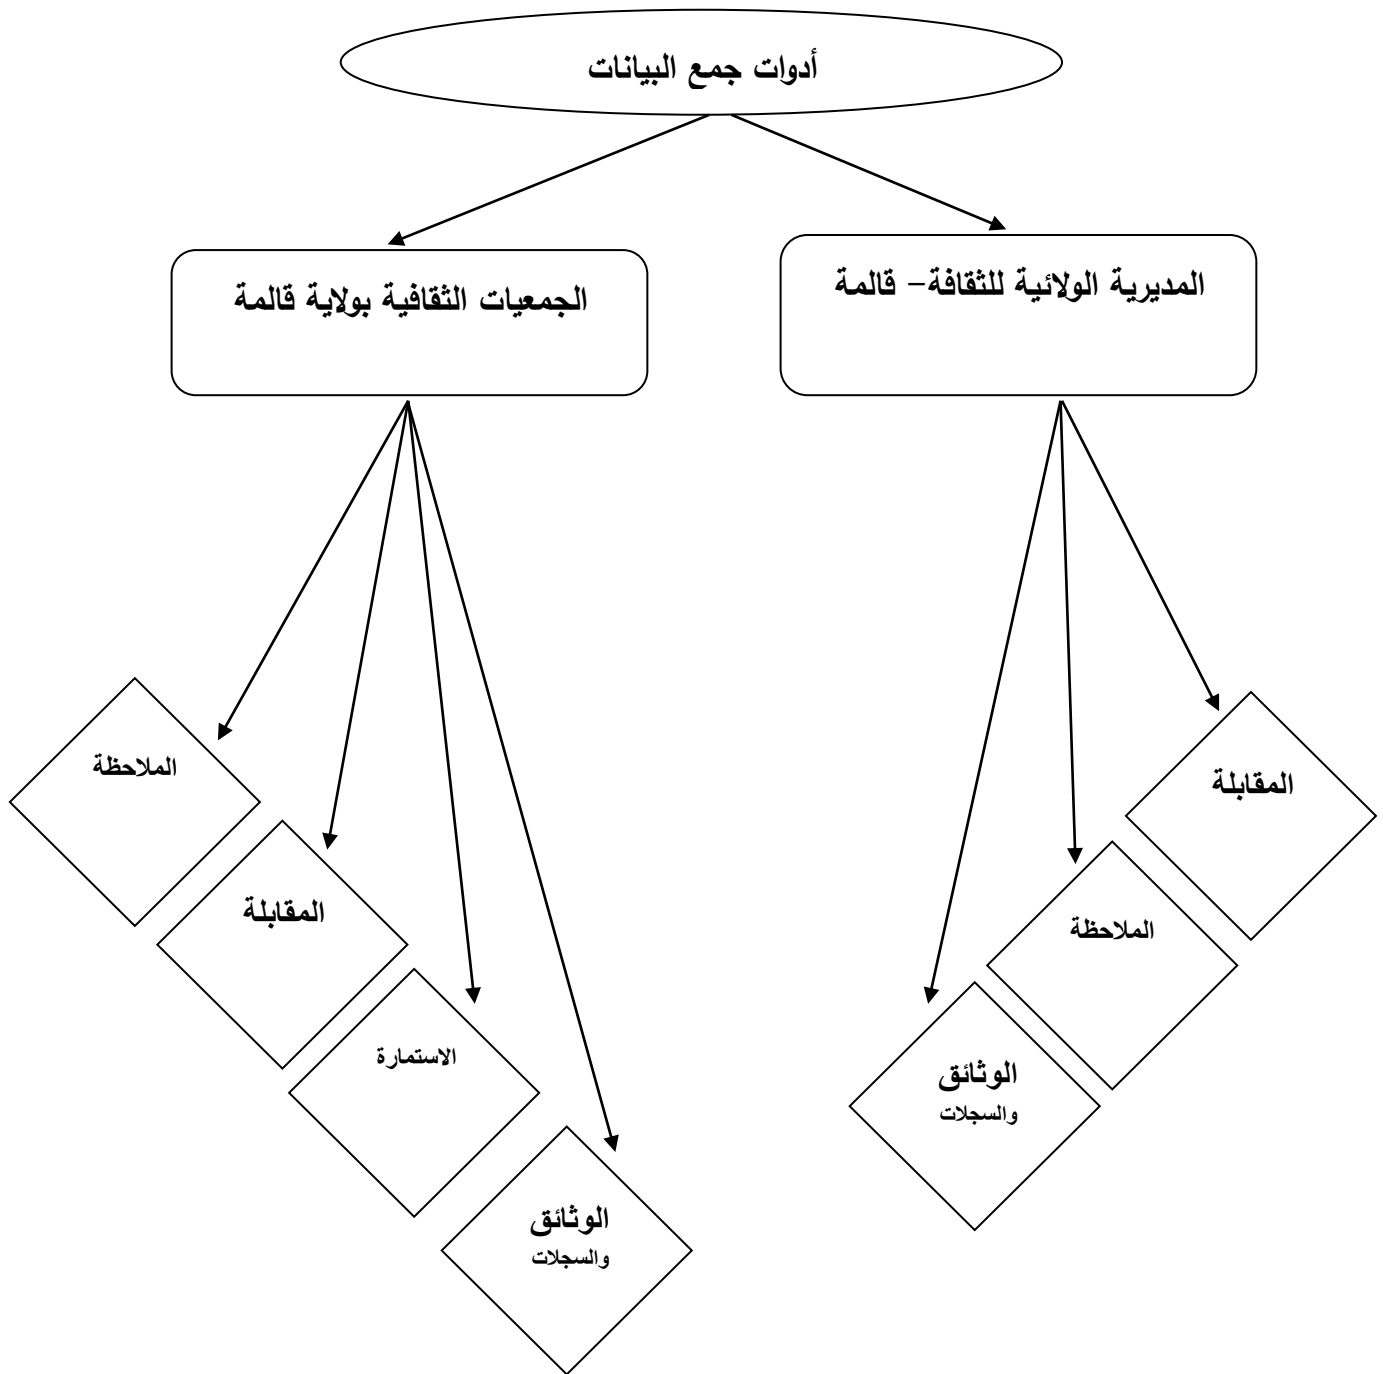 أدوات جمع البيانات
المديرية الولائية للثقافة- قالمة
الجمعيات الثقافية بولاية قالمة
المقابلة
الملاحظة
الوثائق
والسجلات
الملاحظة
المقابلة
الاستمارة
الوثائق
والسجلات